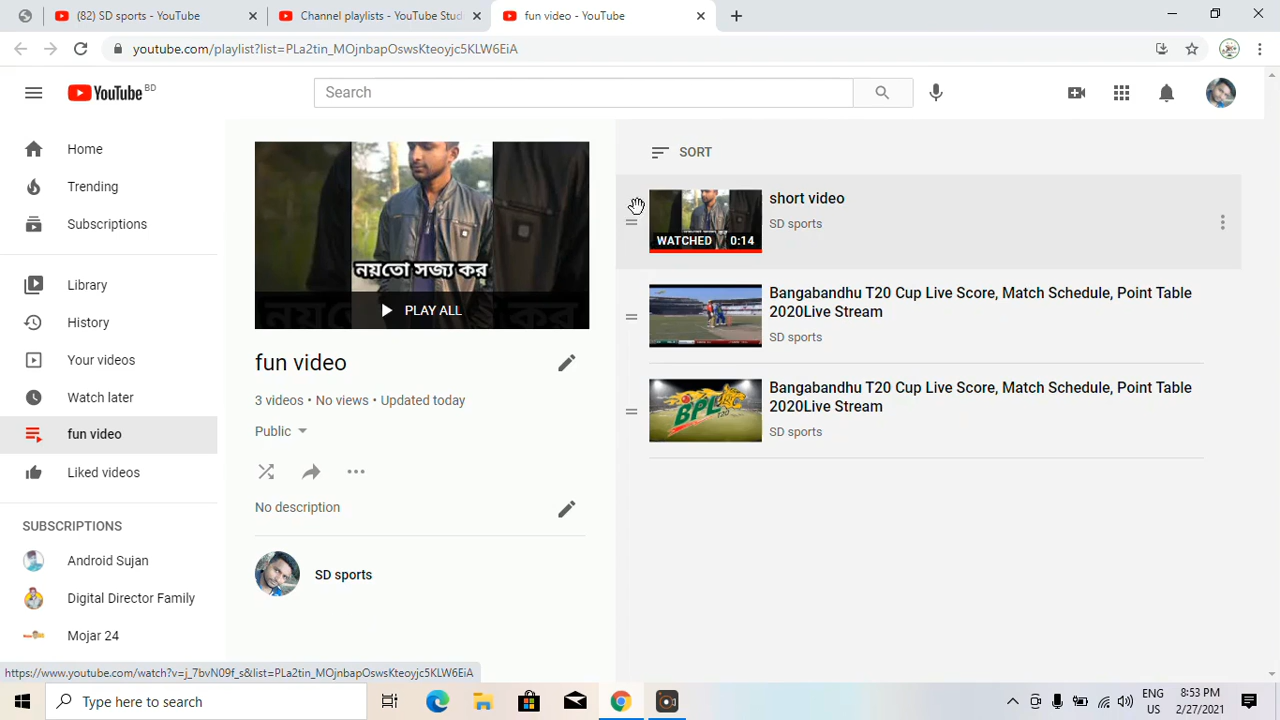 (82) SD sports - YouTube
Channel playlists - YouTube Stud
fun video - YouTube
youtube.com/playlist?list=PLa2tin_MOjnbapOswsKteoyjc5KLW6EiA
YouTube BD
Search
Home
Trending
Subscriptions
Library
History
Your videos
Watch later
fun video
Liked videos
SUBSCRIPTIONS
Android Sujan
Digital Director Family
Mojar 24
নয়তো সজ্য কর
PLAY ALL
fun video
3 videos • No views • Updated today
Public
No description
SD sports
SORT
WATCHED 0:14
short video
SD sports
Bangabandhu T20 Cup Live Score, Match Schedule, Point Table
2020Live Stream
SD sports
BPL
Bangabandhu T20 Cup Live Score, Match Schedule, Point Table
2020Live Stream
SD sports
https://www.youtube.com/watch?v=j_7bvN09f_s&list=PLa2tin_MOjnbapOswsKteoyjc5KLW6EiA
Type here to search
ENG
US
8:53 PM
2/27/2021